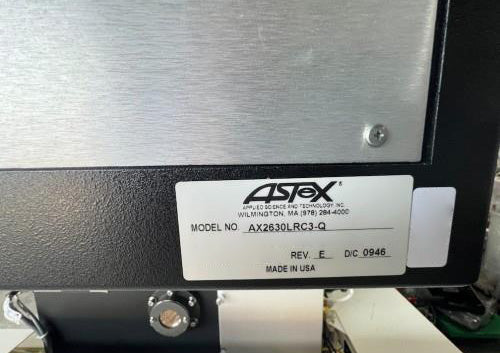 ASTeX®
APPLIED SCIENCE AND TECHNOLOGY, INC.
WILMINGTON, MA (978) 284-4000
MODEL NO. AX2630LRC3-Q
REV. E D/C 0946
MADE IN USA